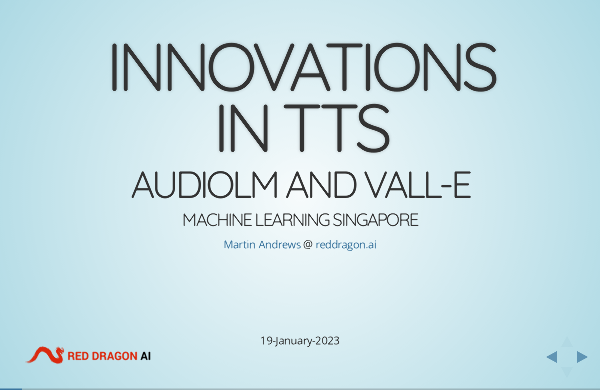 INNOVATIONS
IN TTS
AUDIOLM AND VALL-E
MACHINE LEARNING SINGAPORE
Martin Andrews @ reddragon.ai
19-January-2023
RED DRAGON AI